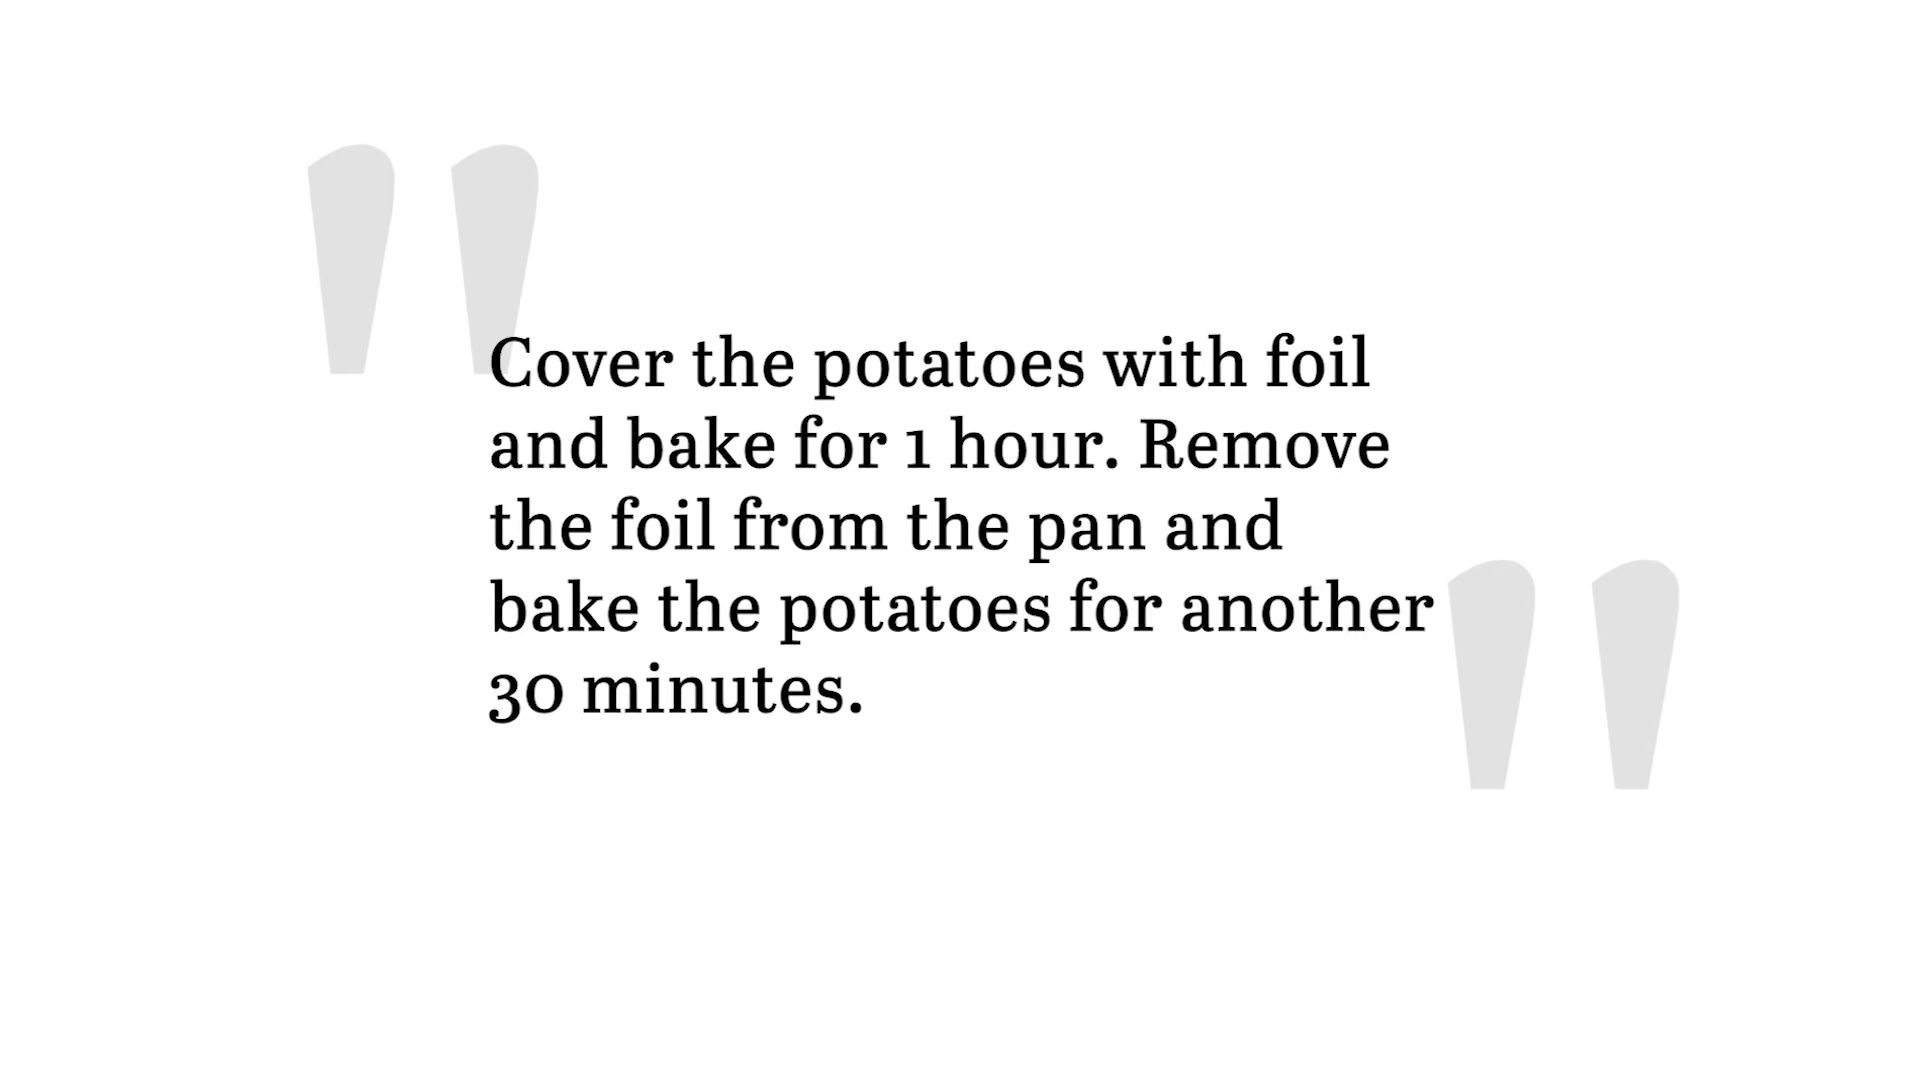 "
Cover the potatoes with foil
and bake for 1 hour. Remove
the foil from the pan and
bake the potatoes for another
30 minutes.
"